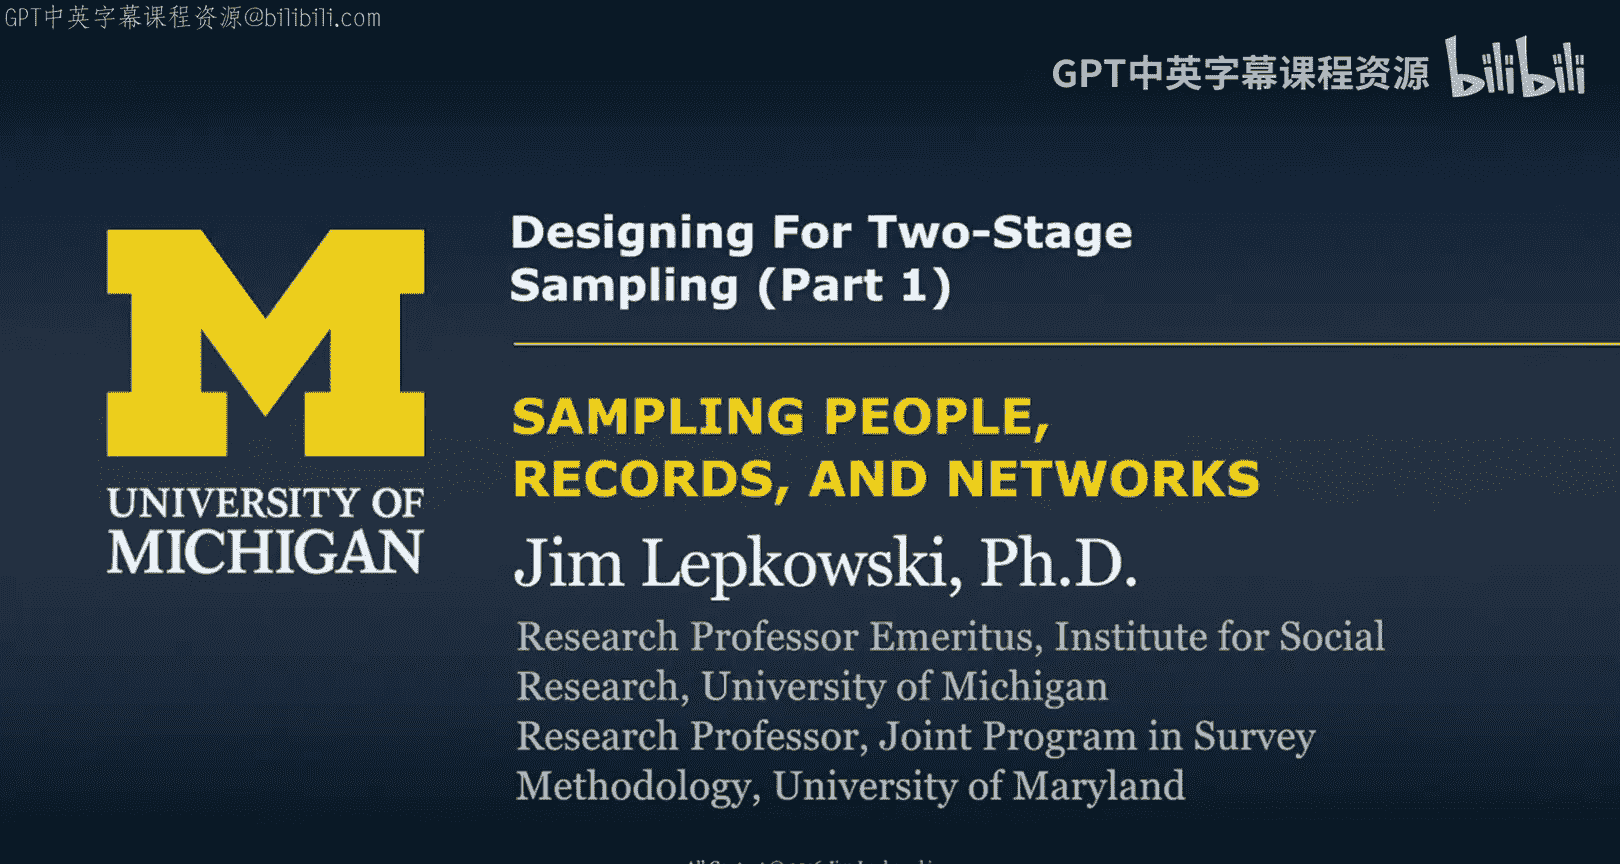 GPT中英字幕课程资源@bilibili.com
GPT中英字幕课程资源 bilibili
Designing For Two-Stage
Sampling (Part 1)
SAMPLING PEOPLE,
RECORDS, AND NETWORKS
Jim Lepkowski, Ph.D.
Research Professor Emeritus, Institute for Social
Research, University of Michigan
Research Professor, Joint Program in Survey
Methodology, University of Maryland
M
UNIVERSITY OF
MICHIGAN